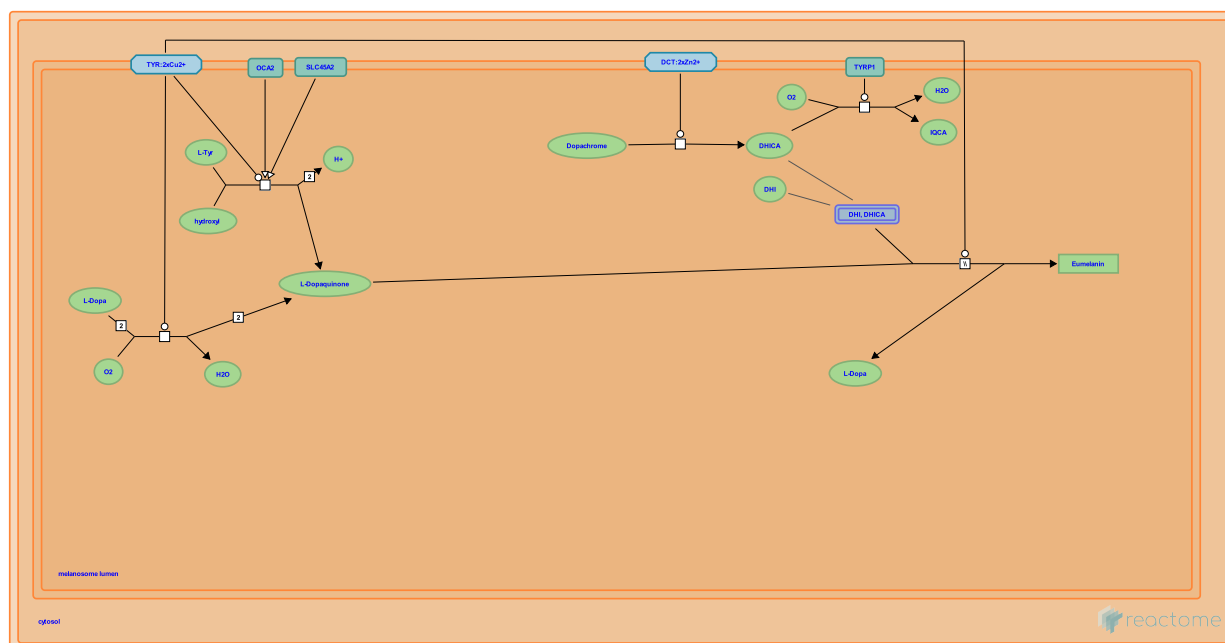 TYR:2xCu2+
OCA2
SLC45A2
DCT:2xZn2+
TYRP1
O2
H2O
IQCA
L-Tyr
H+
2
Dopachrome
DHICA
DHI
hydroxyl
DHI, DHICA
L-Dopaquinone
\\
Eumelanin
L-Dopa
2
2
O2
H2O
L-Dopa
melanosome lumen
cytosol
reactome